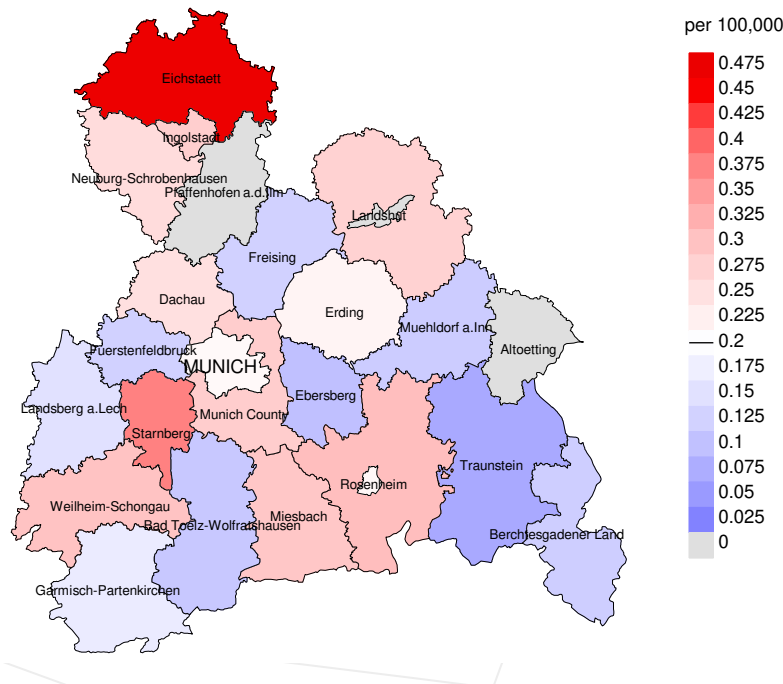 per 100,000
Eichstaett
Ingolstadt
Neuburg-Schrobenhausen
Pfaffenhofen a.d.Ilm
Landshut
Freising
Dachau
Erding
Muehldorf a.Inn
Altoetting
Fuerstenfeldbruck
MUNICH
Ebersberg
Landsberg a.Lech
Munich County
Starnberg
Traunstein
Rosenheim
Weilheim-Schongau
Miesbach
Bad Toelz-Wolfratshausen
Berchtesgadener Land
Garmisch-Partenkirchen
0.475
0.45
0.425
0.4
0.375
0.35
0.325
0.3
0.275
0.25
0.225
0.2
0.175
0.15
0.125
0.1
0.075
0.05
0.025
0